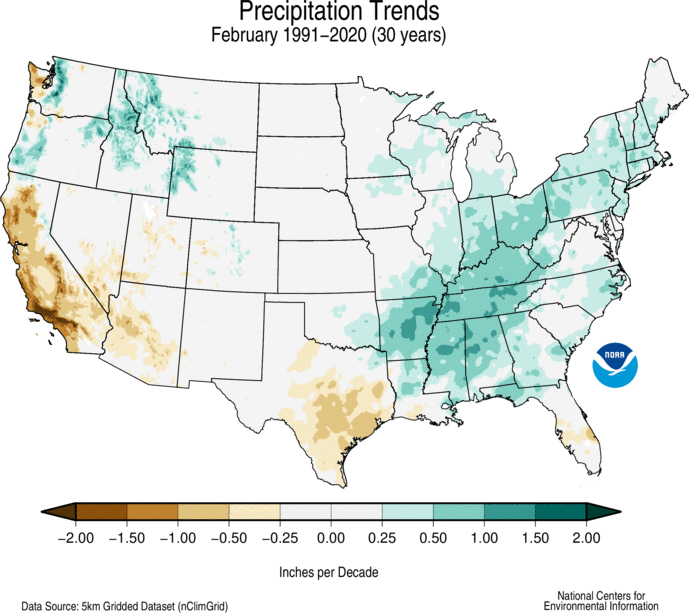 Precipitation Trends
February 1991–2020 (30 years)
NOAA
−2.00 −1.50 −1.00 −0.50 −0.25 0.00 0.25 0.50 1.00 1.50 2.00
Inches per Decade
National Centers for
Environmental Information
Data Source: 5km Gridded Dataset (nClimGrid)